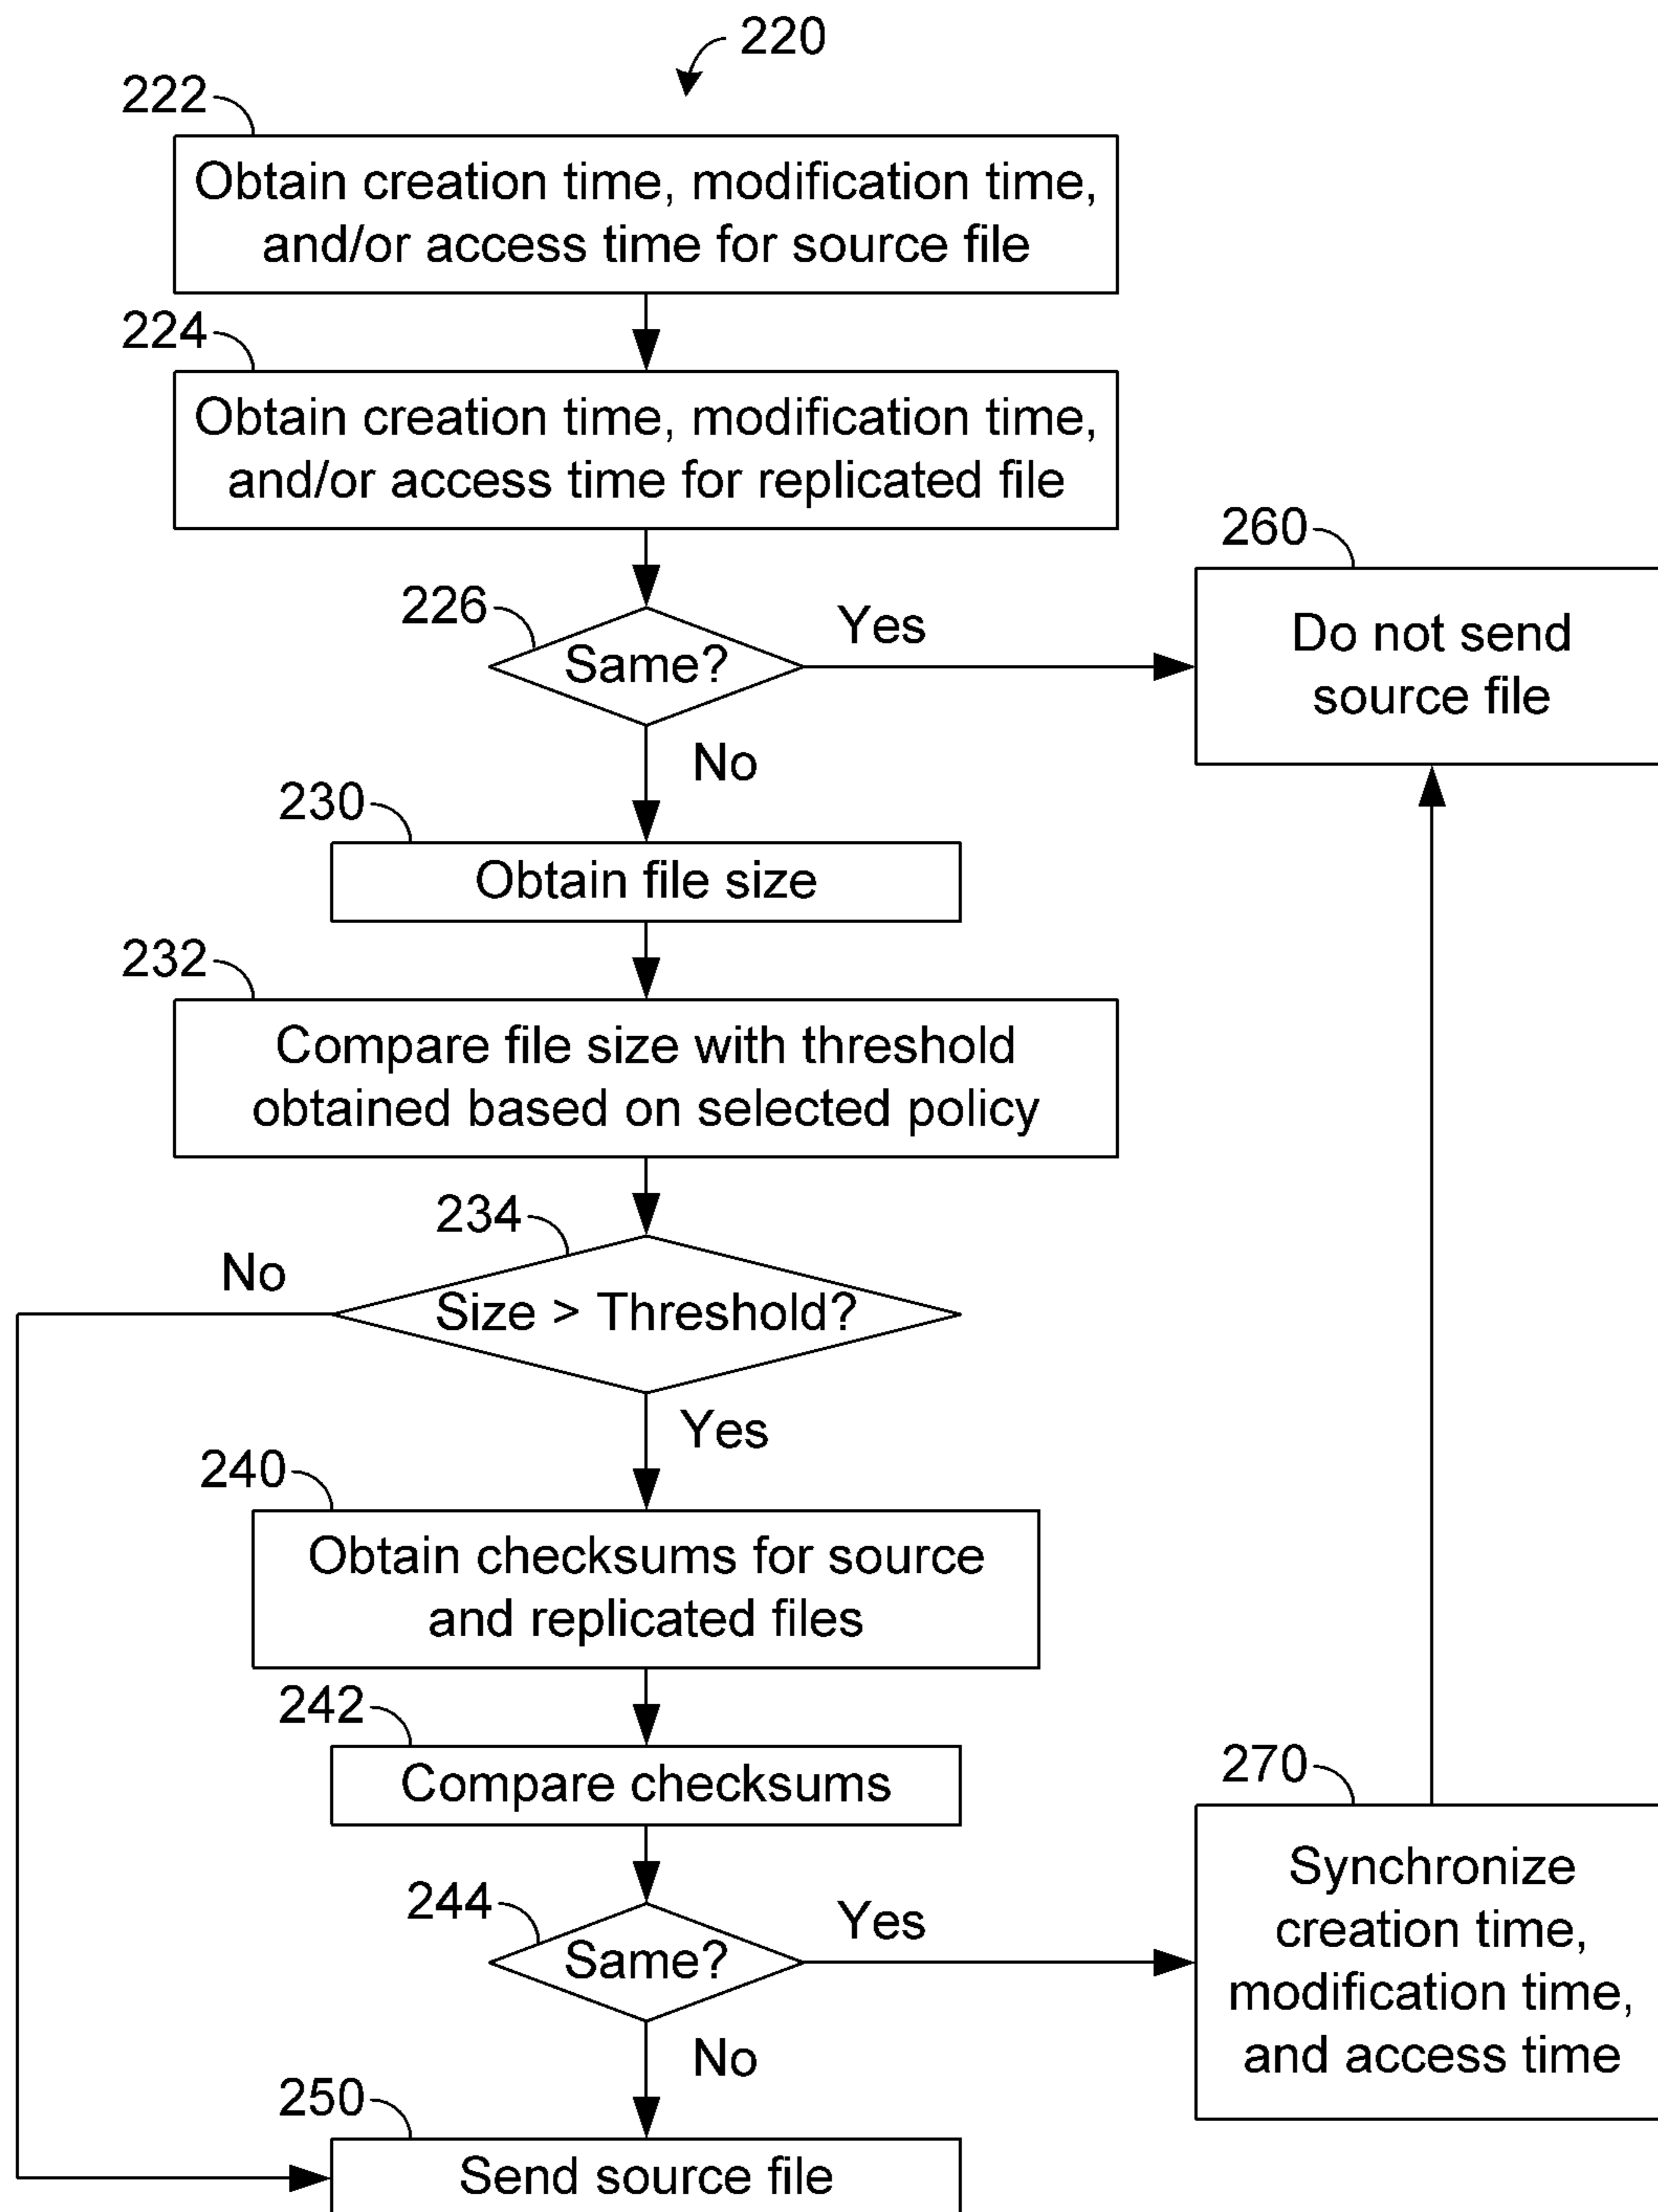 220
222
Obtain creation time, modification time,
and/or access time for source file
224
Obtain creation time, modification time,
and/or access time for replicated file
226
Same?
Yes
260
Do not send
source file
No
230
Obtain file size
232
Compare file size with threshold
obtained based on selected policy
234
No
Size > Threshold?
Yes
240
Obtain checksums for source
and replicated files
242
Compare checksums
244
Same?
Yes
270
Synchronize
creation time,
modification time,
and access time
No
250
Send source file